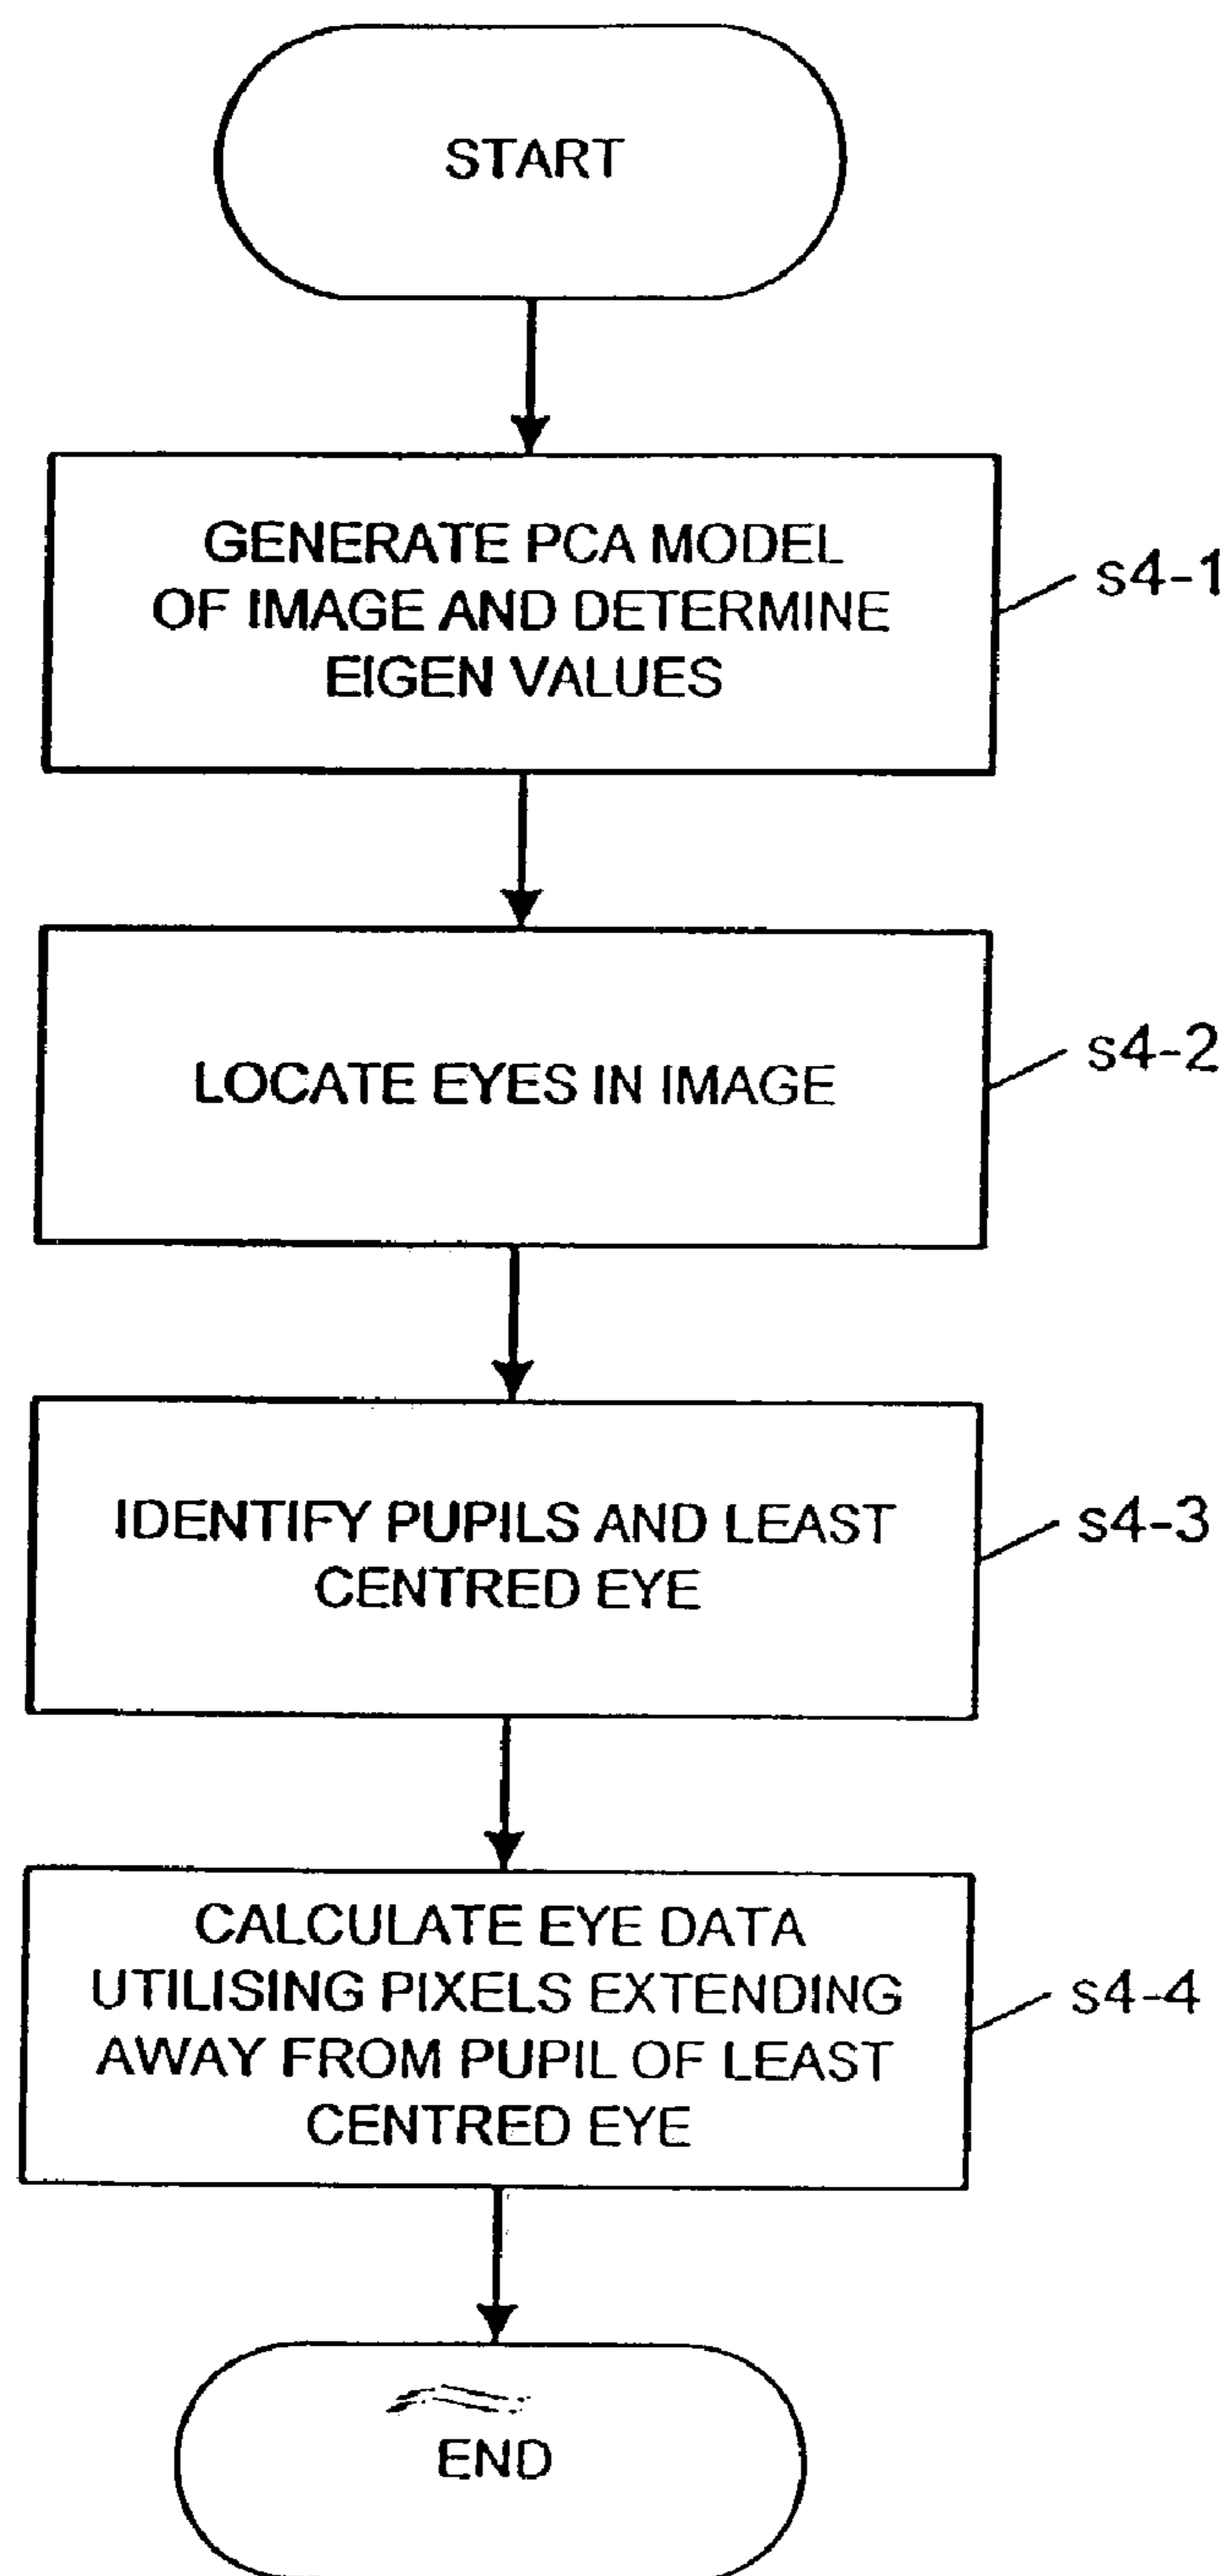 START
GENERATE PCA MODEL
OF IMAGE AND DETERMINE
EIGEN VALUES
s4-1
LOCATE EYES IN IMAGE
s4-2
IDENTIFY PUPILS AND LEAST
CENTRED EYE
s4-3
CALCULATE EYE DATA
UTILISING PIXELS EXTENDING
AWAY FROM PUPIL OF LEAST
CENTRED EYE
s4-4
END